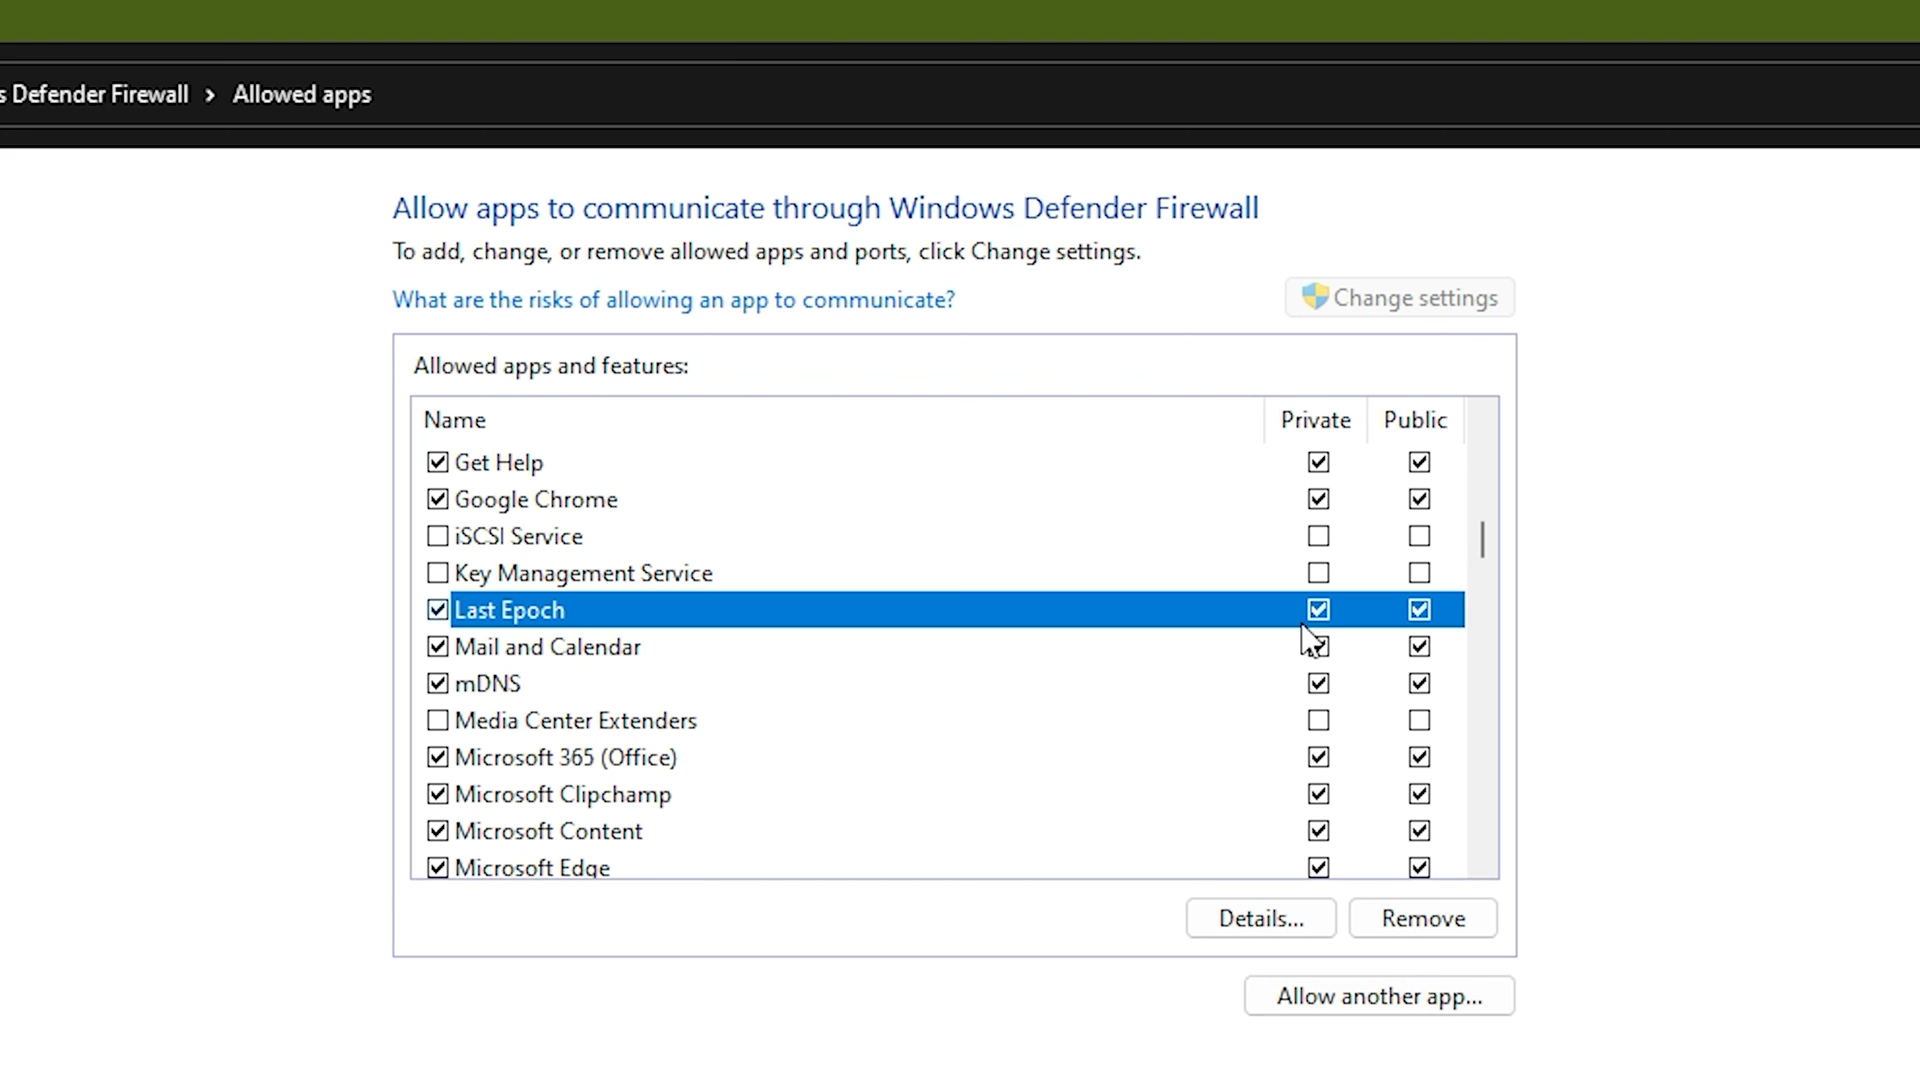 s Defender Firewall > Allowed apps
Allow apps to communicate through Windows Defender Firewall
To add, change, or remove allowed apps and ports, click Change settings.
What are the risks of allowing an app to communicate?
Change settings
Allowed apps and features:
Name Private Public
Get Help
Google Chrome
iSCSI Service
Key Management Service
Last Epoch
Mail and Calendar
mDNS
Media Center Extenders
Microsoft 365 (Office)
Microsoft Clipchamp
Microsoft Content
Microsoft Edge
Details... Remove
Allow another app...